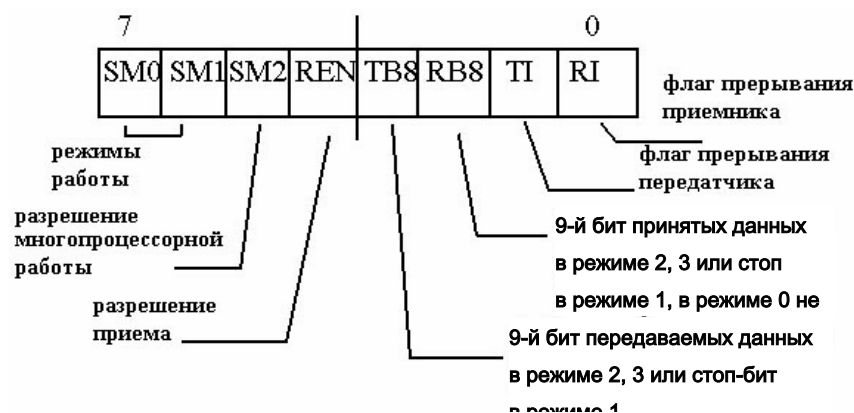 7 0
SM0 SM1 SM2 REN TB8 RB8 TI RI
флаг прерывания
приемника
режимы
работы
флаг прерывания
передатчика
разрешение
многопроцессорной
работы
9-й бит принятых данных
в режиме 2, 3 или стоп
в режиме 1, в режиме 0 не
разрешение
приема
9-й бит передаваемых данных
в режиме 2, 3 или стоп-бит
в режиме 1